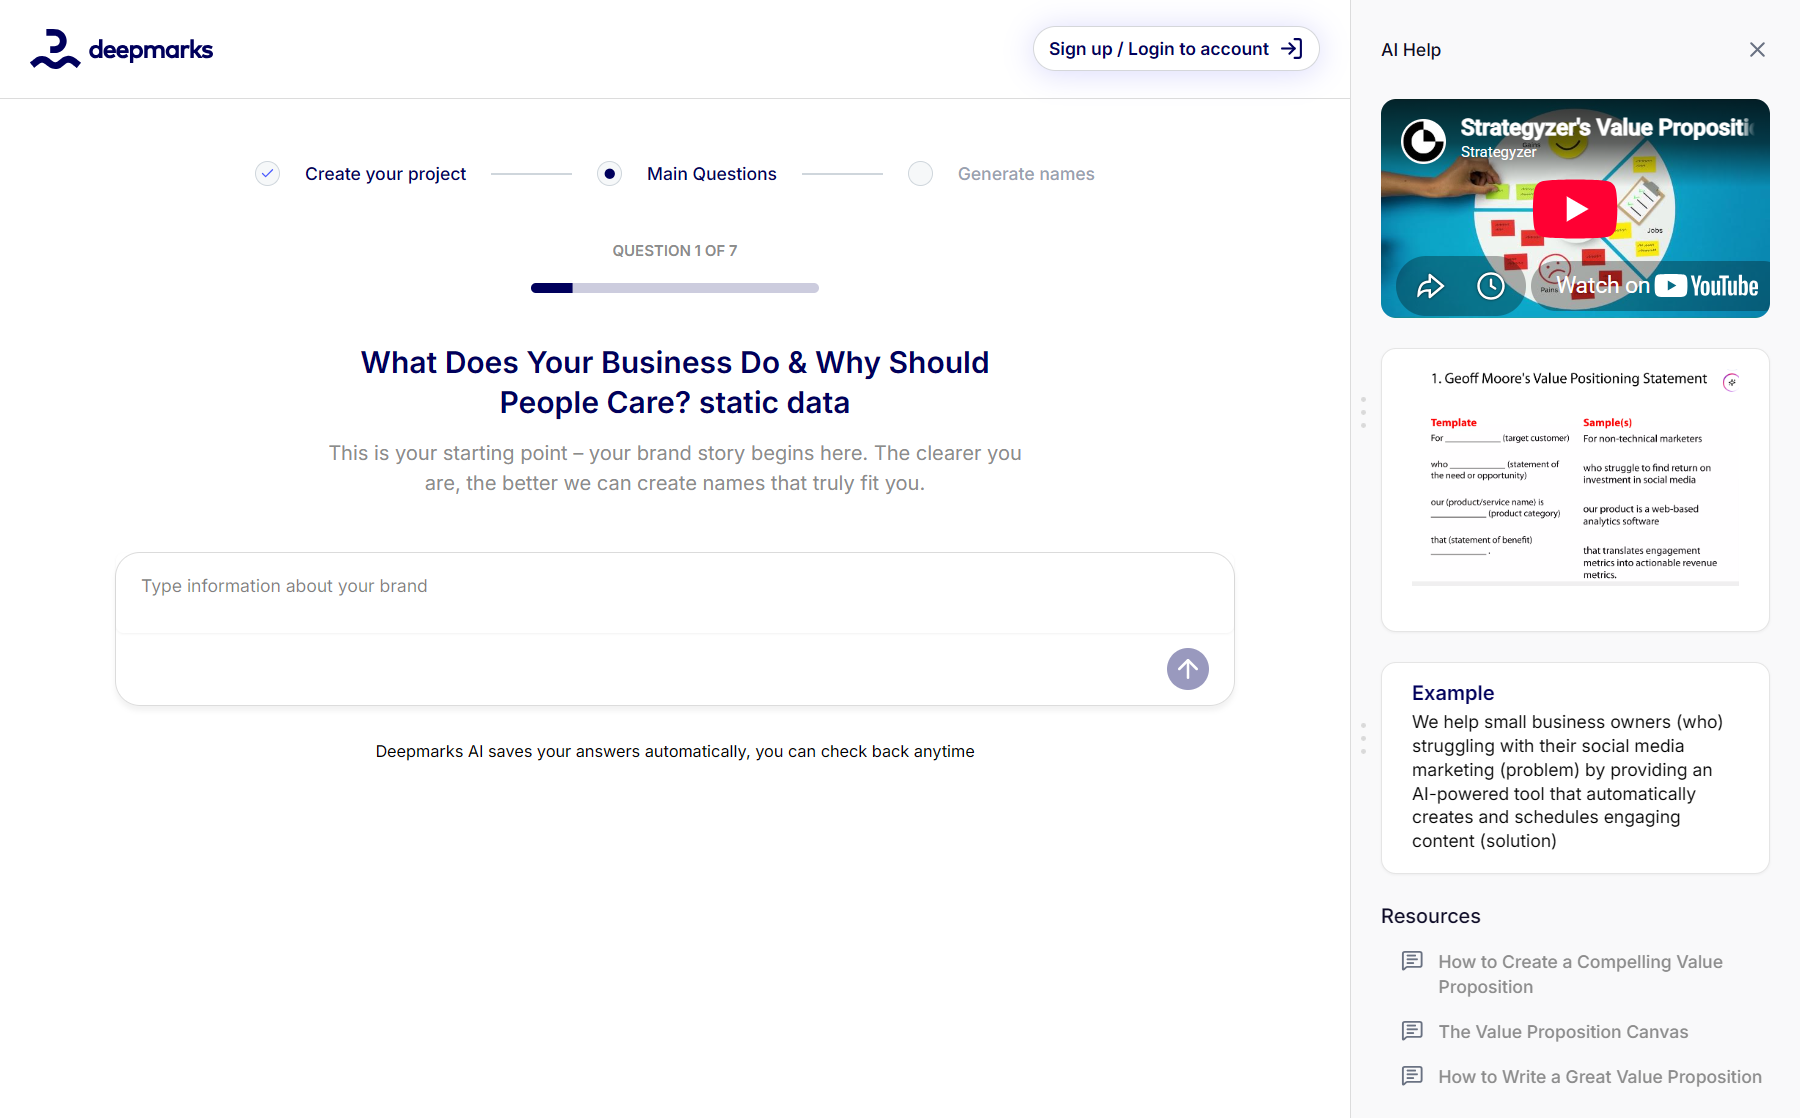 deepmarks
Sign up / Login to account
Create your project
Main Questions
Generate names
QUESTION 1 OF 7
What Does Your Business Do & Why Should
People Care? static data
This is your starting point – your brand story begins here. The clearer you
are, the better we can create names that truly fit you.
Type information about your brand
Deepmarks AI saves your answers automatically, you can check back anytime
AI Help
Strategyzer's Value Propositi
Strategyzer
Gains
Jobs
Pains
Watch on YouTube
1. Geoff Moore's Value Positioning Statement
Template
For ____________ (target customer)
who ____________ (statement of
the need or opportunity)
our (product/service name) is
____________ (product category)
that (statement of benefit)
____________ .
Sample(s)
For non-technical marketers
who struggle to find return on
investment in social media
our product is a web-based
analytics software
that translates engagement
metrics into actionable revenue
metrics.
Example
We help small business owners (who)
struggling with their social media
marketing (problem) by providing an
AI-powered tool that automatically
creates and schedules engaging
content (solution)
Resources
How to Create a Compelling Value
Proposition
The Value Proposition Canvas
How to Write a Great Value Proposition